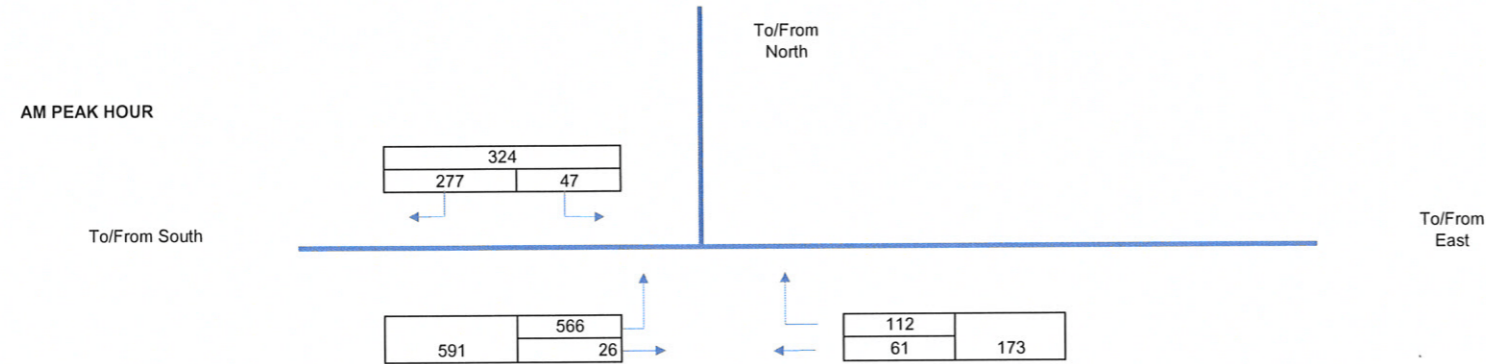 To/From
North
AM PEAK HOUR
324
277 47
To/From South
To/From
East
566
591 26
112
61 173